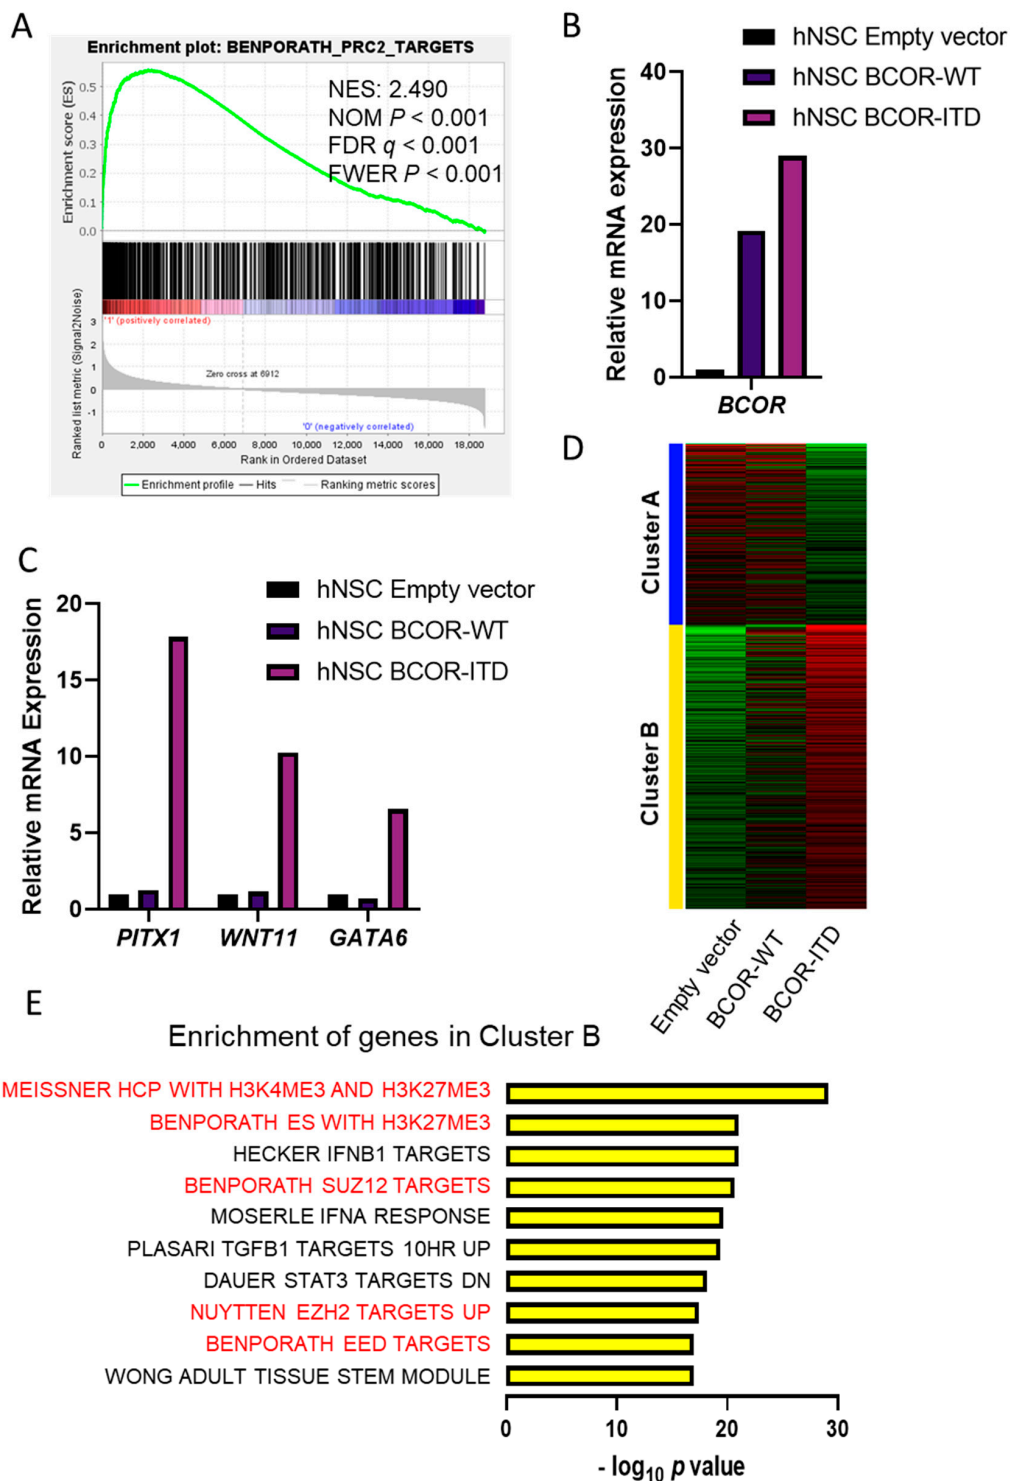 A
Enrichment plot: BENPORATH_PRC2_TARGETS
Enrichment score (ES)
0.5
0.4
0.3
0.2
0.1
0.0
NES: 2.490
NOM P < 0.001
FDR q < 0.001
FWER P < 0.001
Ranked list metric (Signal2Noise)
'1' (positively correlated)
3
2
1
0
-1
Zero cross at 6912
'0' (negatively correlated)
0 2,000 4,000 6,000 8,000 10,000 12,000 14,000 16,000 18,000
Rank in Ordered Dataset
Enrichment profile Hits Ranking metric scores
B
hNSC Empty vector
hNSC BCOR-WT
hNSC BCOR-ITD
Relative mRNA expression
40
30
20
10
0
BCOR
C
hNSC Empty vector
hNSC BCOR-WT
hNSC BCOR-ITD
Relative mRNA Expression
20
15
10
5
0
PITX1 WNT11 GATA6
D
Cluster A
Cluster B
Empty vector
BCOR-WT
BCOR-ITD
E
Enrichment of genes in Cluster B
MEISSNER HCP WITH H3K4ME3 AND H3K27ME3
BENPORATH ES WITH H3K27ME3
HECKER IFNB1 TARGETS
BENPORATH SUZ12 TARGETS
MOSERLE IFNA RESPONSE
PLASARI TGFB1 TARGETS 10HR UP
DAUER STAT3 TARGETS DN
NUYTTEN EZH2 TARGETS UP
BENPORATH EED TARGETS
WONG ADULT TISSUE STEM MODULE
0 10 20 30
- log10 p value